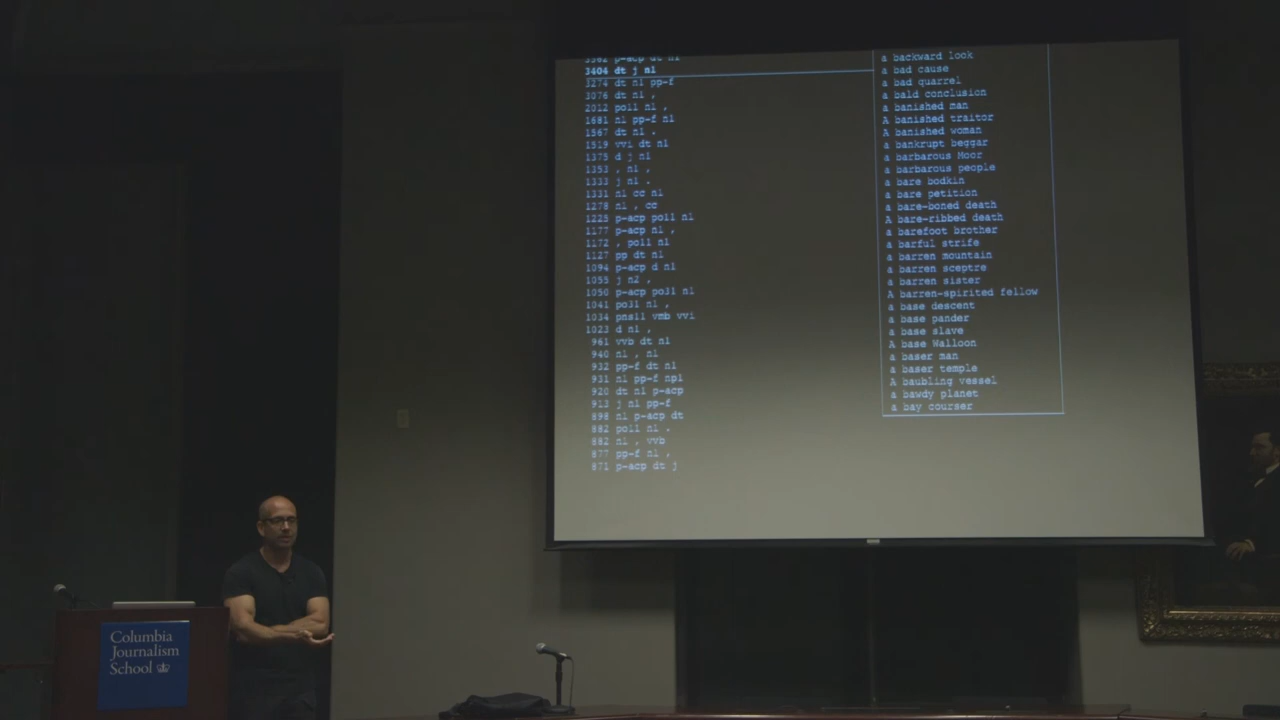 3404 dt j n1
3274 dt n1 pp-f
3076 dt n1 ,
2012 po11 n1 ,
1681 n1 pp-f n1
1567 dt n1 .
1519 vvi dt n1
1375 d j n1
1353 , n1 ,
1333 j n1 .
1331 n1 cc n1
1278 n1 , cc
1225 p-acp po11 n1
1177 p-acp n1 ,
1172 , po11 n1
1127 pp dt n1
1094 p-acp d n1
1055 j n2 ,
1050 p-acp po31 n1
1041 po31 n1 ,
1034 pns11 vmb vvi
1023 d n1 ,
961 vvb dt n1
940 n1 , n1
932 pp-f dt n1
931 n1 pp-f np1
920 dt n1 p-acp
913 j n1 pp-f
898 n1 p-acp dt
882 po11 n1 .
882 n1 , vvb
877 pp-f n1 ,
871 p-acp dt j
a backward look
a bad cause
a bad quarrel
a bald conclusion
a banished man
A banished traitor
A banished woman
a bankrupt beggar
a barbarous Moor
a barbarous people
a bare bodkin
a bare petition
a bare-boned death
A bare-ribbed death
a barefoot brother
a barful strife
a barren mountain
a barren sceptre
a barren sister
A barren-spirited fellow
a base descent
a base pander
a base slave
A base Walloon
a baser man
a baser temple
A baubling vessel
a bawdy planet
a bay courser
Columbia
Journalism
School